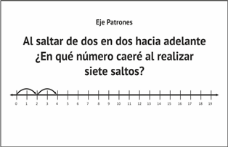 Eje Patrones
Al saltar de dos en dos hacia adelante
¿En qué número caeré al realizar
siete saltos?
0 1 2 3 4 5 6 7 8 9 10 11 12 13 14 15 16 17 18 19